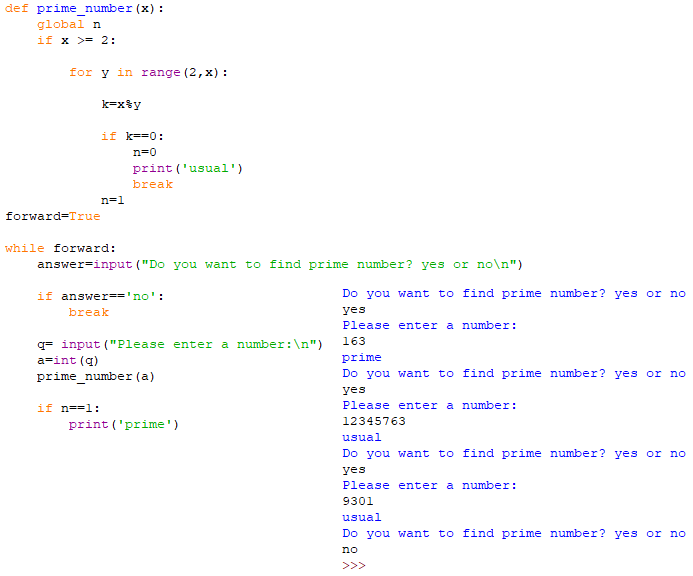 def prime_number(x):
    global n
    if x >= 2:
        for y in range(2,x):
            k=x%y
            if k==0:
                n=0
                print('usual')
                break
            n=1
forward=True
while forward:
    answer=input("Do you want to find prime number? yes or no\n")
    if answer=='no':
        break
    q= input("Please enter a number:\n")
    a=int(q)
    prime_number(a)
    if n==1:
        print('prime')
Do you want to find prime number? yes or no
yes
Please enter a number:
163
prime
Do you want to find prime number? yes or no
yes
Please enter a number:
12345763
usual
Do you want to find prime number? yes or no
yes
Please enter a number:
9301
usual
Do you want to find prime number? yes or no
no
>>>